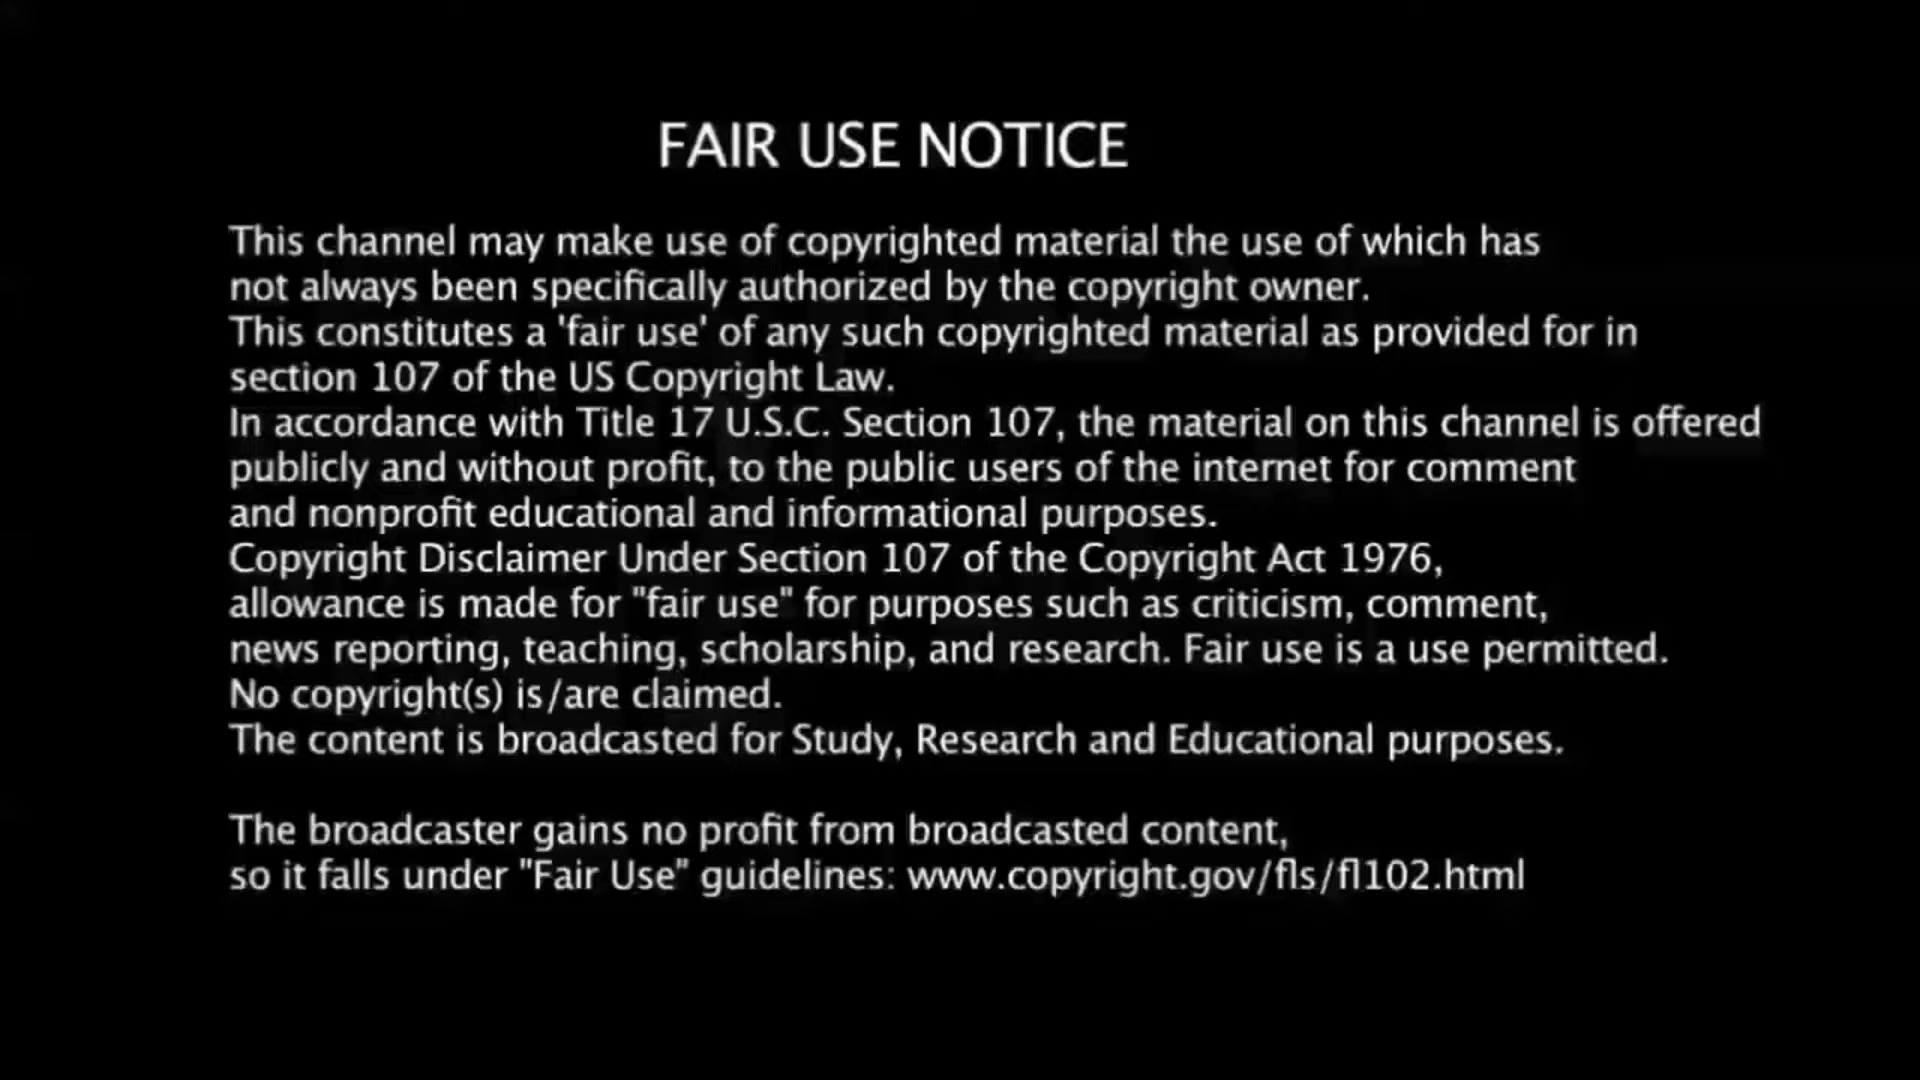 FAIR USE NOTICE
This channel may make use of copyrighted material the use of which has
not always been specifically authorized by the copyright owner.
This constitutes a 'fair use' of any such copyrighted material as provided for in
section 107 of the US Copyright Law.
In accordance with Title 17 U.S.C. Section 107, the material on this channel is offered
publicly and without profit, to the public users of the internet for comment
and nonprofit educational and informational purposes.
Copyright Disclaimer Under Section 107 of the Copyright Act 1976,
allowance is made for "fair use" for purposes such as criticism, comment,
news reporting, teaching, scholarship, and research. Fair use is a use permitted.
No copyright(s) is/are claimed.
The content is broadcasted for Study, Research and Educational purposes.
The broadcaster gains no profit from broadcasted content,
so it falls under "Fair Use" guidelines: www.copyright.gov/fls/fl102.html